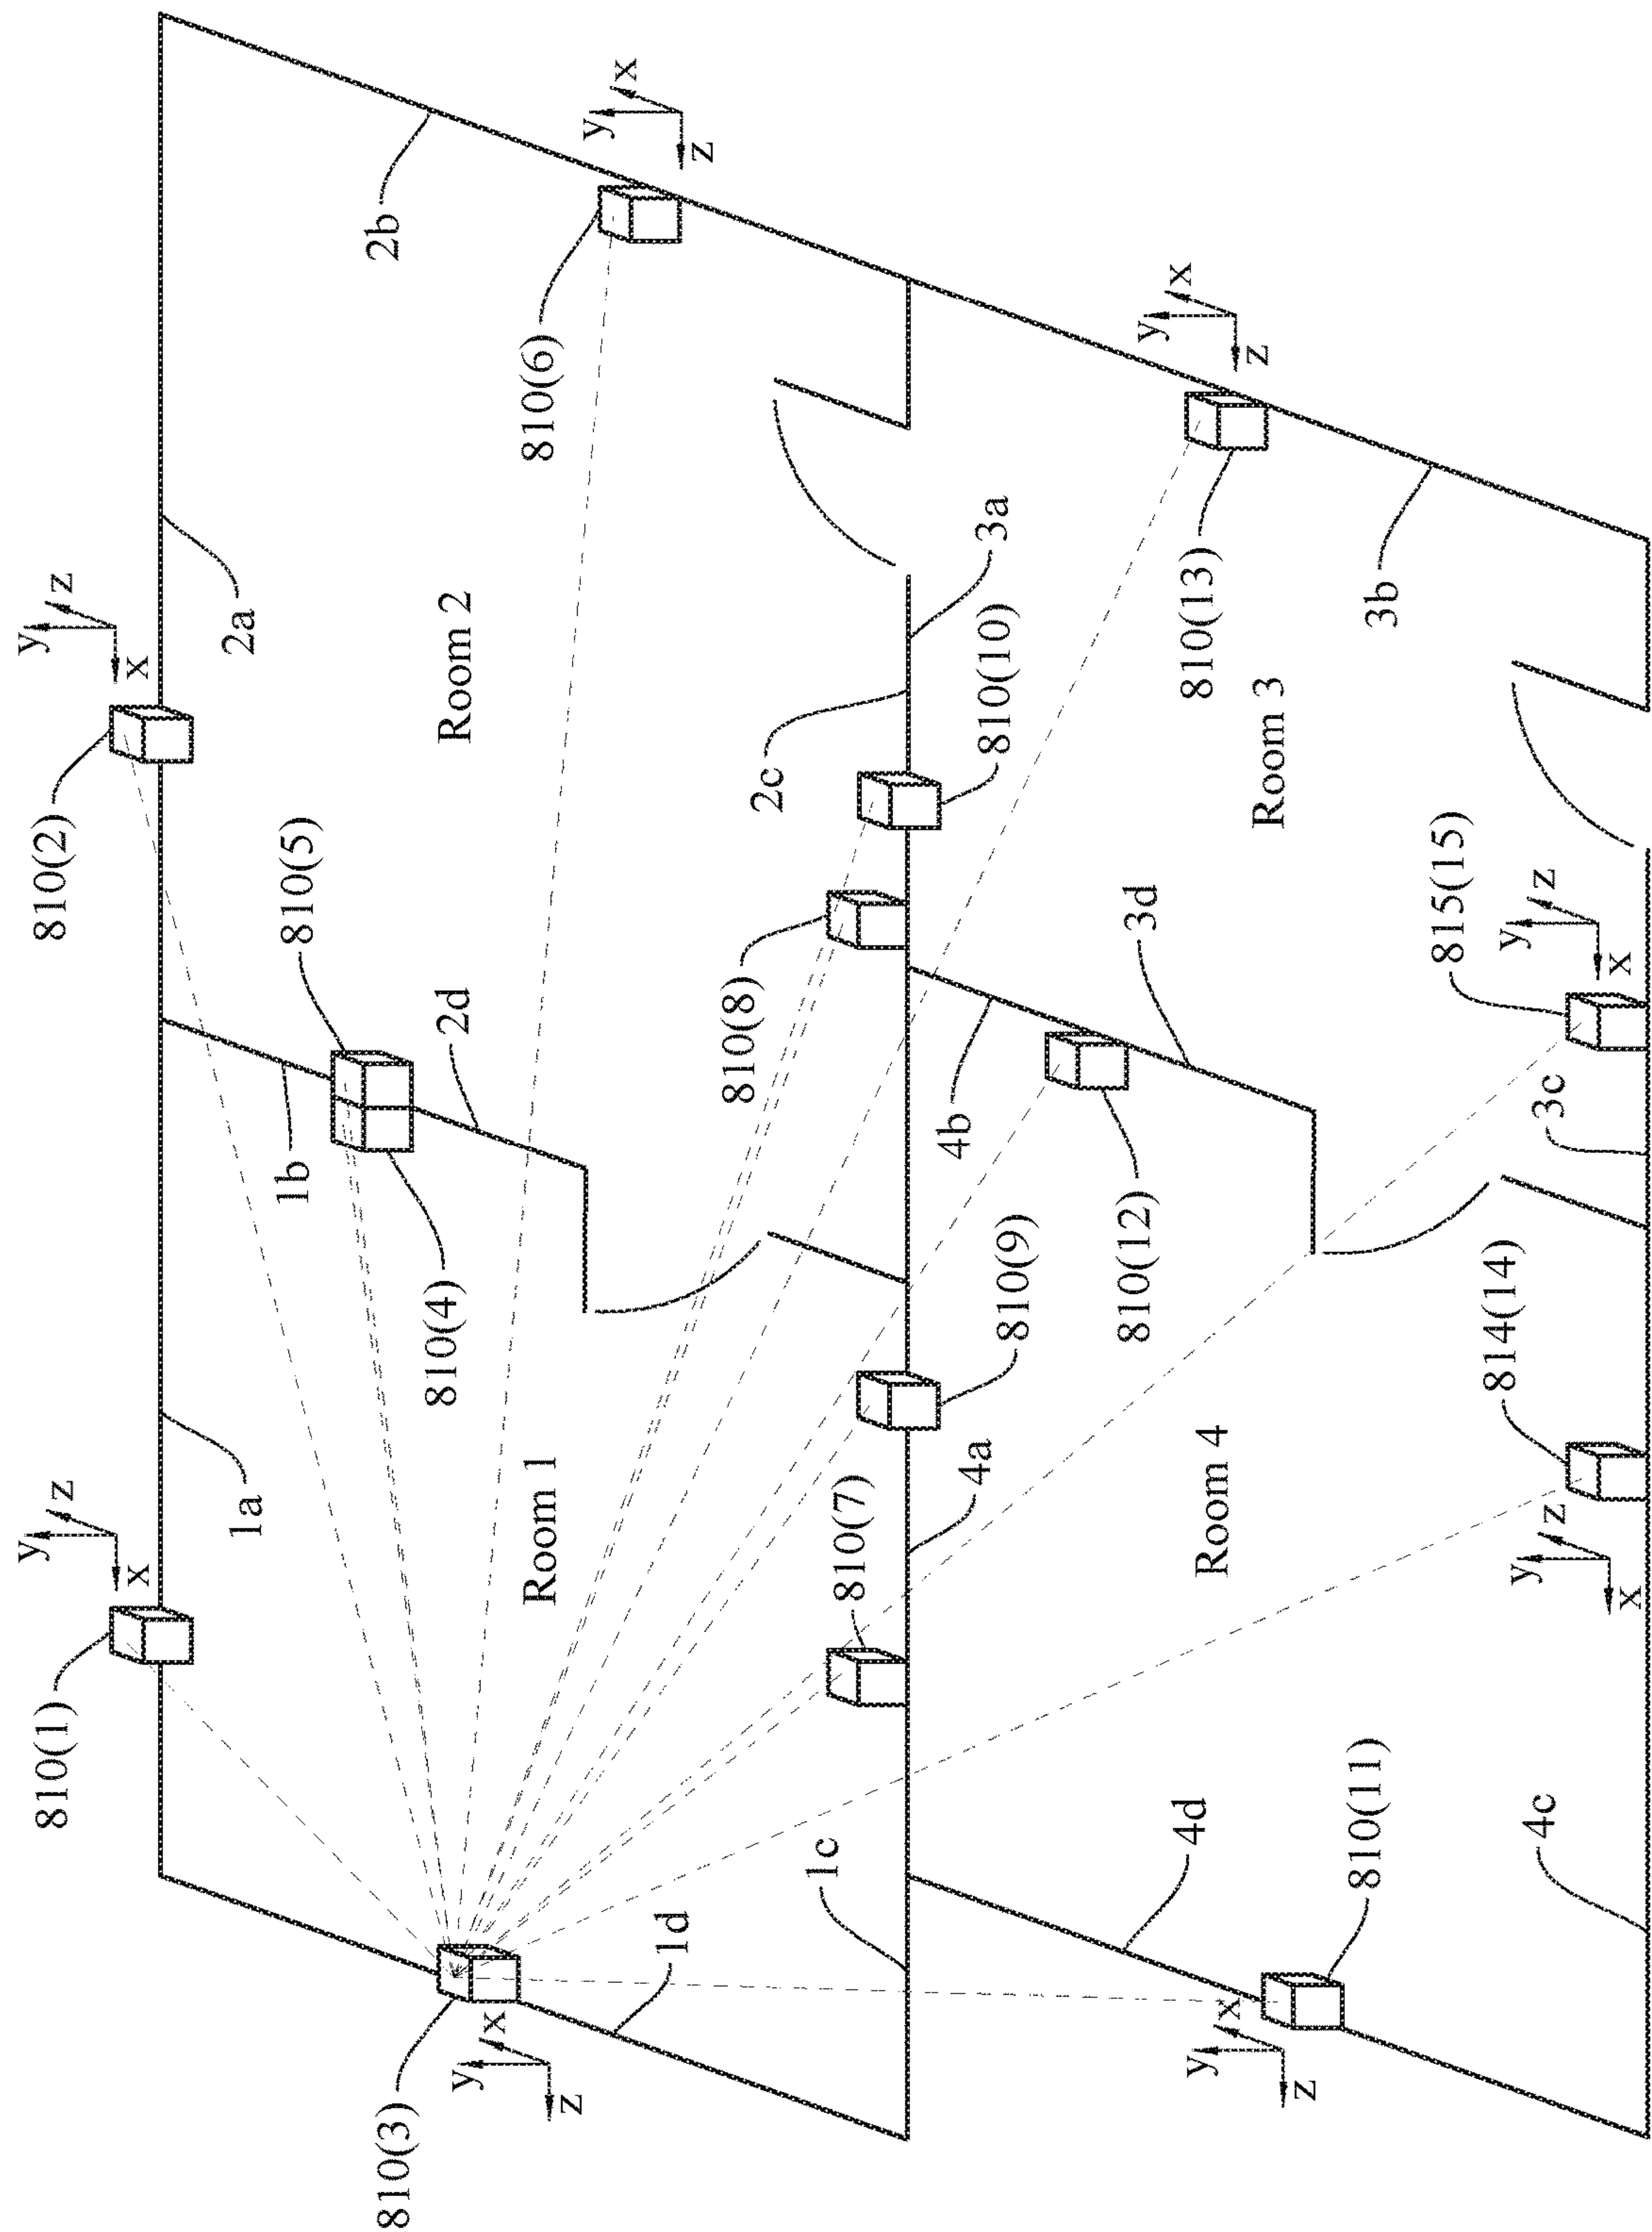 y
y
810(1)
z
810(2)
z
x
x
1a
2a
1b
810(5)
810(3)
2b
810(4)
2d
Room 2
y
x
Room 1
810(6)
z
y
x
1d
z
810(8)
2c
1c
810(7)
4b
4a
810(9)
810(10)
3a
810(12)
3d
y
x
y
x
4d
Room 4
810(13)
z
z
Room 3
810(11)
3b
814(14)
y
y
4c
z
3c
815(15)
z
x
x